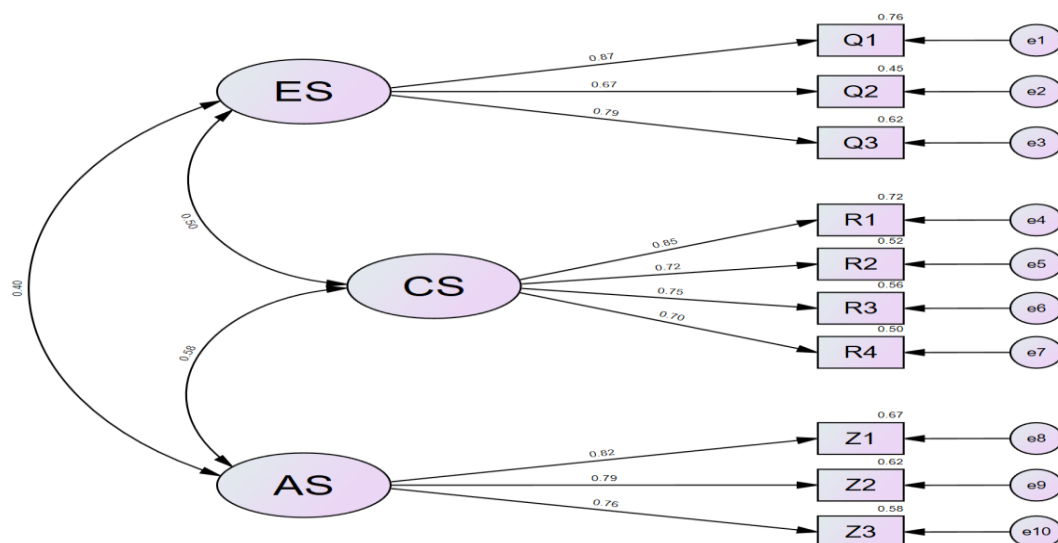 0.76
Q1
e1
0.87
ES
0.45
0.67
Q2
e2
0.79
0.62
Q3
e3
0.50
0.72
R1
e4
0.85
0.52
R2
e5
0.72
0.40
CS
0.75
0.56
R3
e6
0.70
0.50
R4
e7
0.58
0.67
Z1
e8
0.82
0.62
AS
0.79
Z2
e9
0.76
0.58
Z3
e10